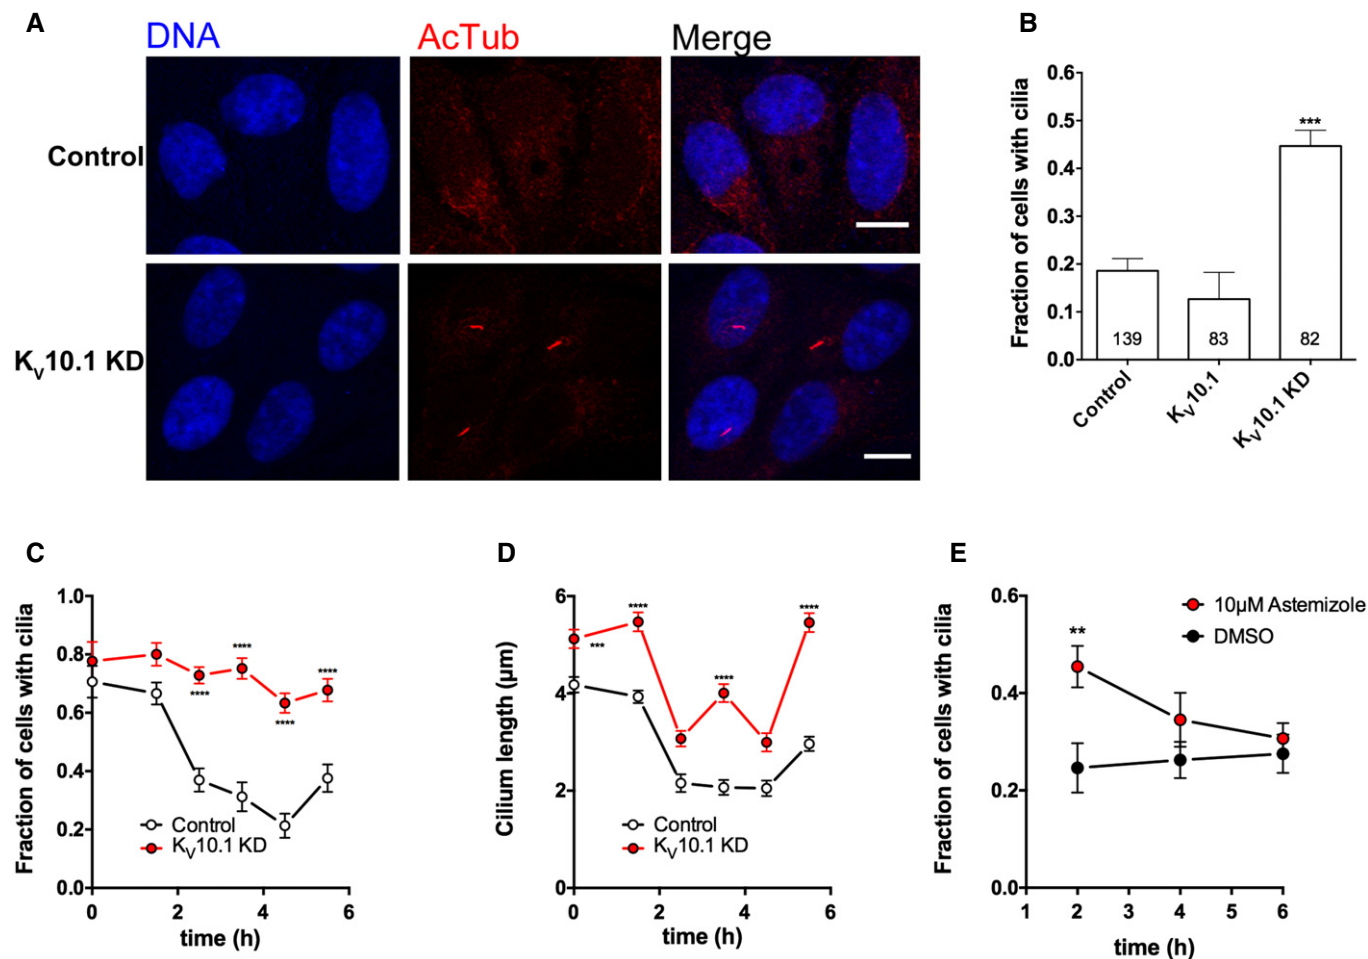 A
DNA
AcTub
Merge
Control
Kv10.1 KD
B
Fraction of cells with cilia
0.6
0.5
0.4
0.3
0.2
0.1
0.0
***
139
83
82
Control
Kv10.1
Kv10.1 KD
C
Fraction of cells with cilia
1.0
0.8
0.6
0.4
0.2
0.0
****
****
****
****
Control
Kv10.1 KD
0
2
4
6
time (h)
D
Cilium length (µm)
6
4
2
0
***
****
****
****
Control
Kv10.1 KD
0
2
4
6
time (h)
E
Fraction of cells with cilia
0.6
0.4
0.2
0.0
**
10µM Astemizole
DMSO
1
2
3
4
5
6
time (h)